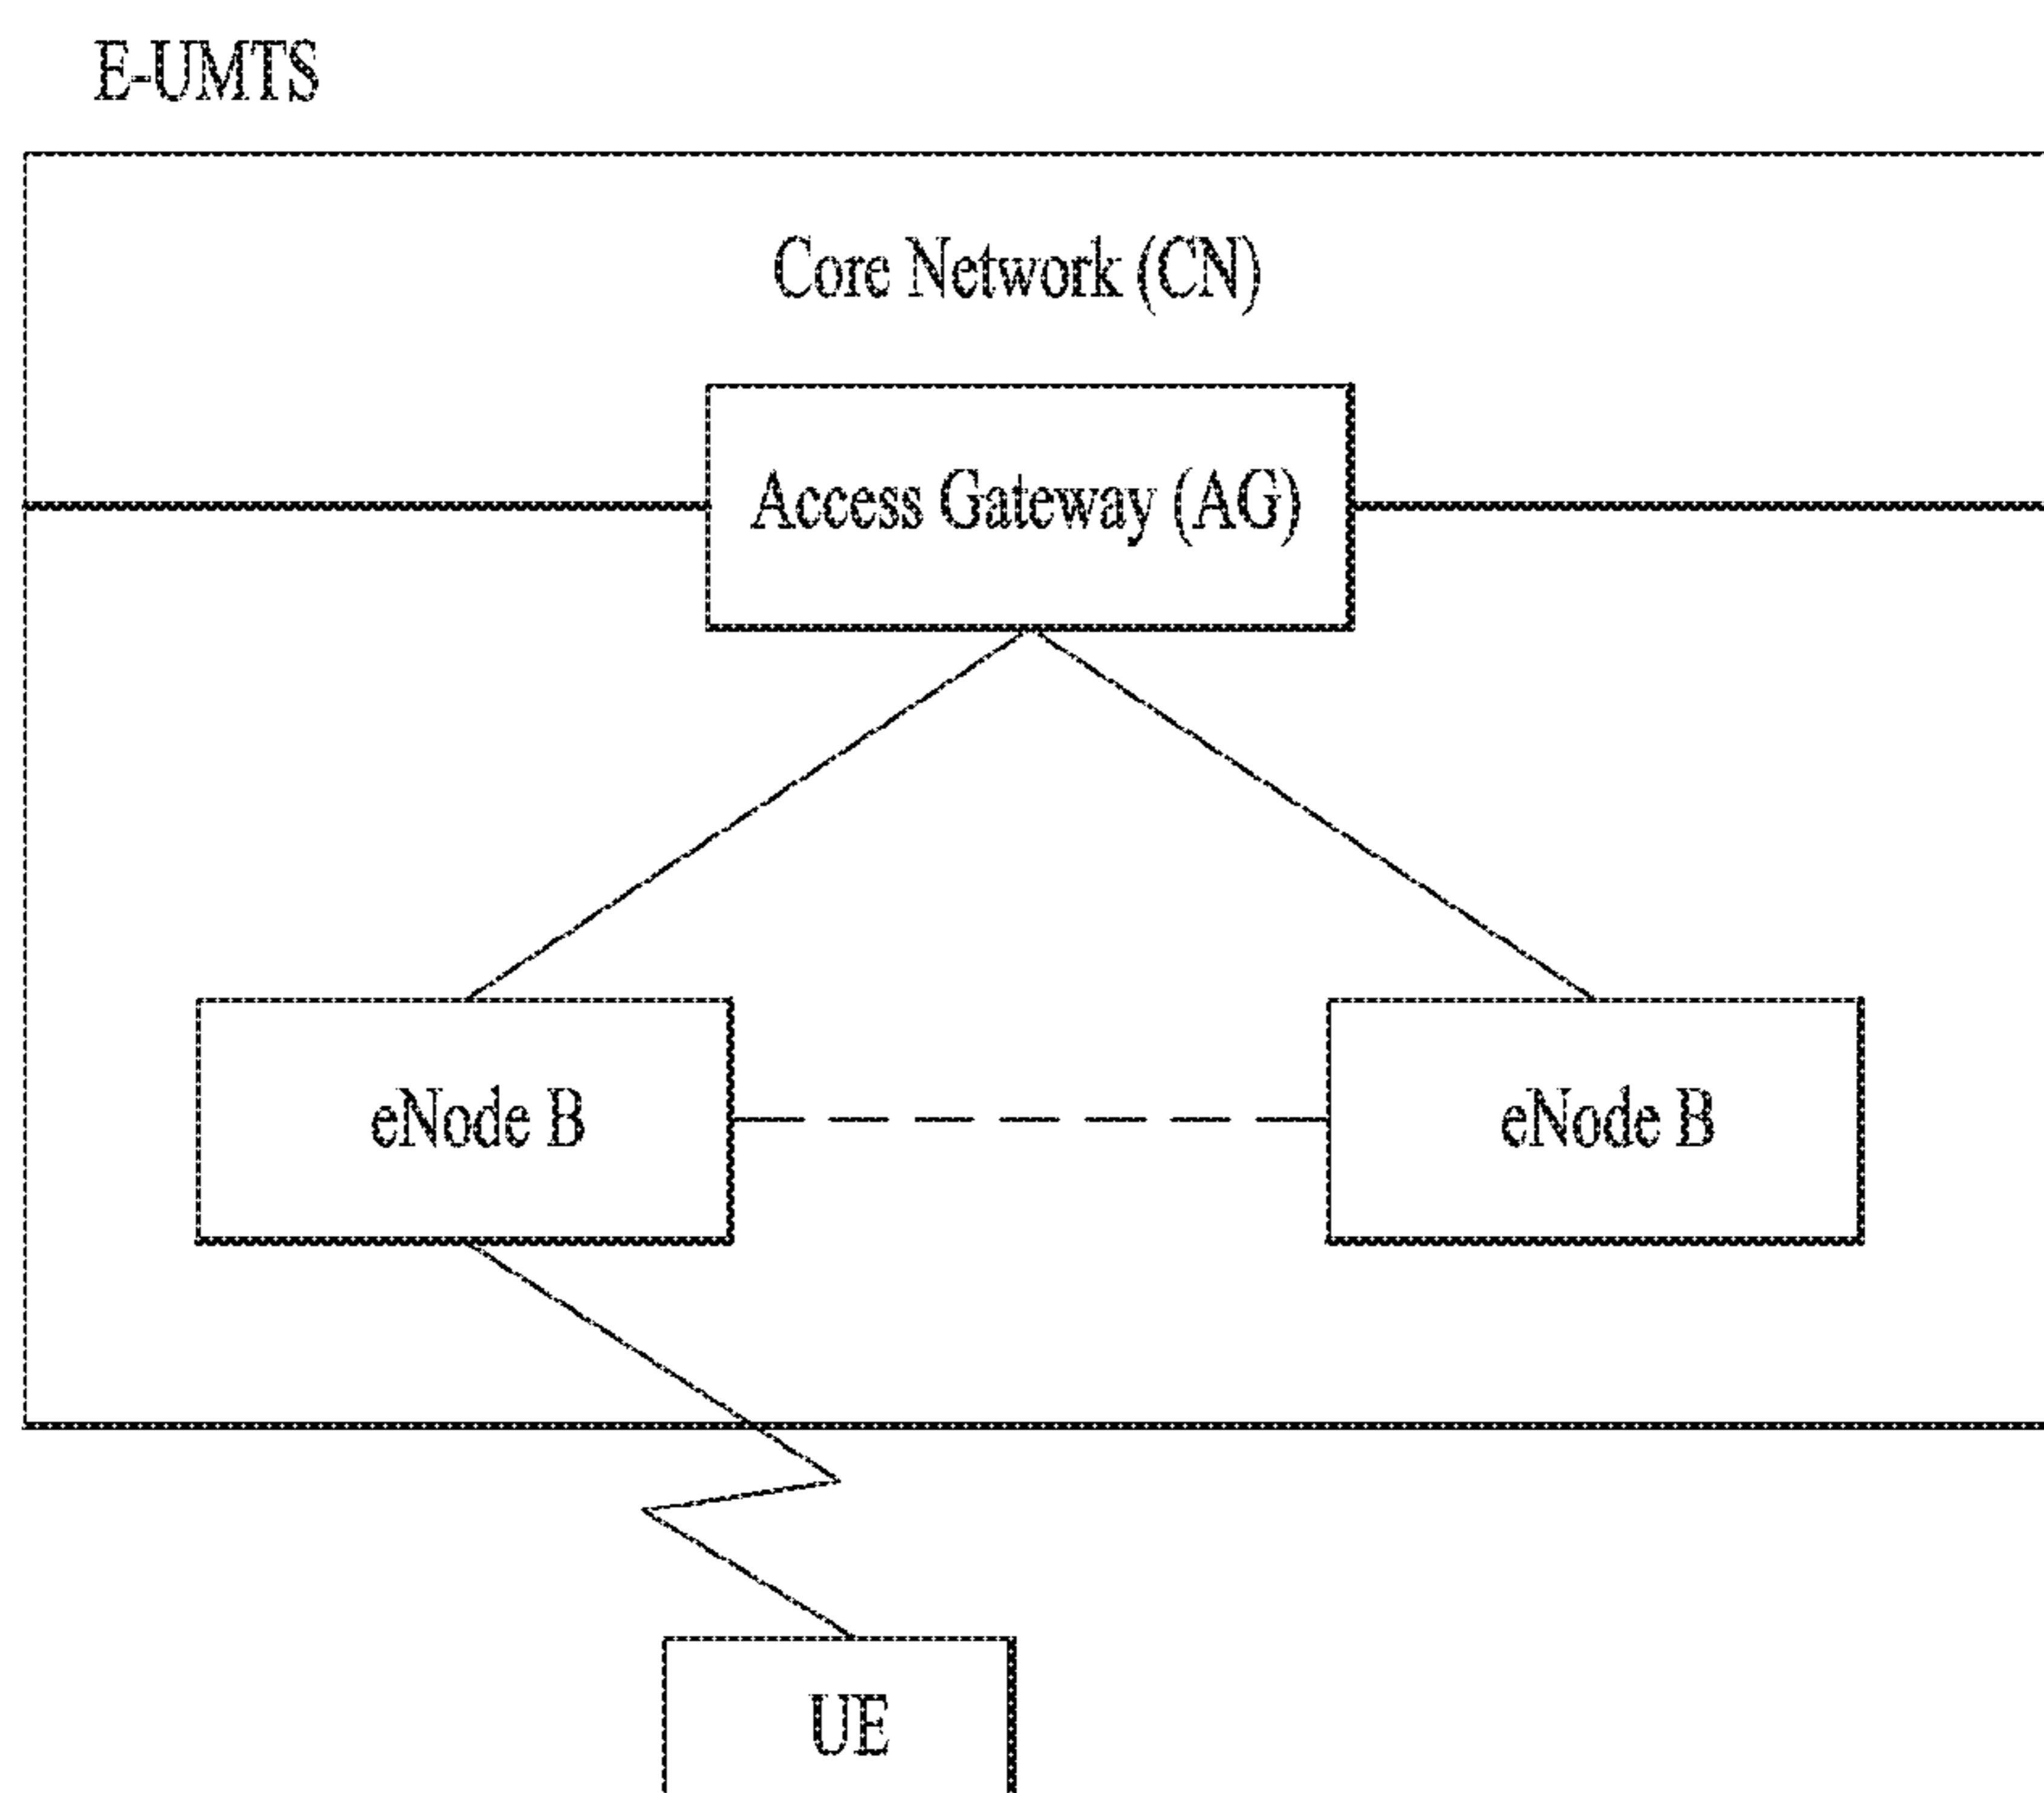 E-UMTS
Core Network (CN)
Access Gateway (AG)
eNode B
eNode B
UE